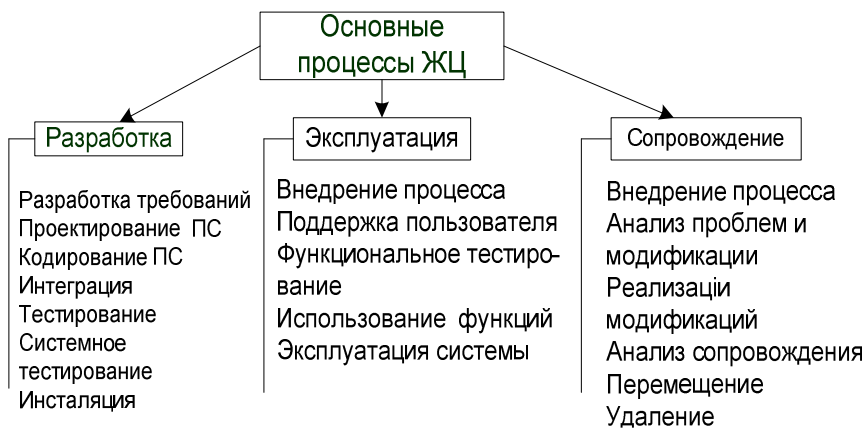 Основные
процессы ЖЦ
Разработка
Разработка требований
Проектирование ПС
Кодирование ПС
Интеграция
Тестирование
Системное
тестирование
Инсталяция
Эксплуатация
Внедрение процесса
Поддержка пользователя
Функциональное тестиро-
вание
Использование функций
Эксплуатация системы
Сопровождение
Внедрение процесса
Анализ проблем и
модификации
Реализаціи
модификаций
Анализ сопровождения
Перемещение
Удаление